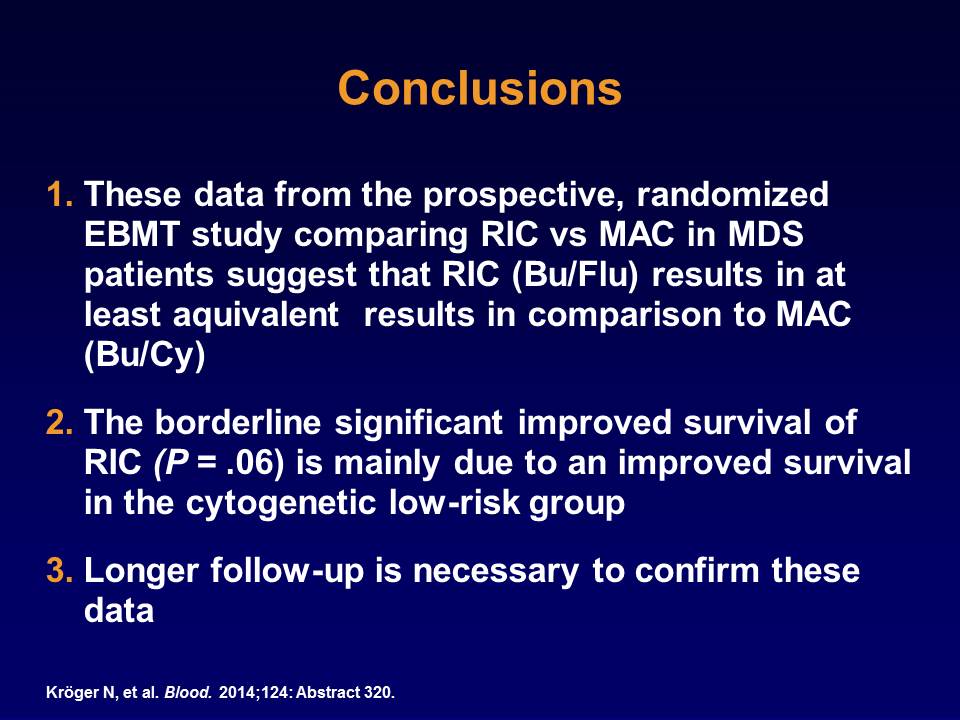 Conclusions
1. These data from the prospective, randomized
EBMT study comparing RIC vs MAC in MDS
patients suggest that RIC (Bu/Flu) results in at
least aquivalent  results in comparison to MAC
(Bu/Cy)
2. The borderline significant improved survival of
RIC (P = .06) is mainly due to an improved survival
in the cytogenetic low-risk group
3. Longer follow-up is necessary to confirm these
data
Kröger N, et al. Blood. 2014;124: Abstract 320.